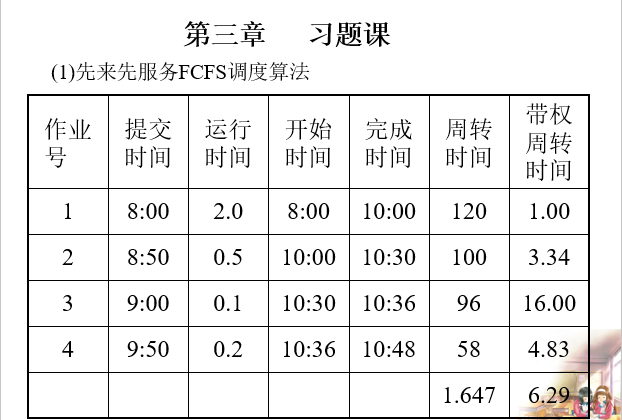 第三章 习题课
(1)先来先服务FCFS调度算法
作业号 提交时间 运行时间 开始时间 完成时间 周转时间 带权周转时间
1 8:00 2.0 8:00 10:00 120 1.00
2 8:50 0.5 10:00 10:30 100 3.34
3 9:00 0.1 10:30 10:36 96 16.00
4 9:50 0.2 10:36 10:48 58 4.83
1.647 6.29